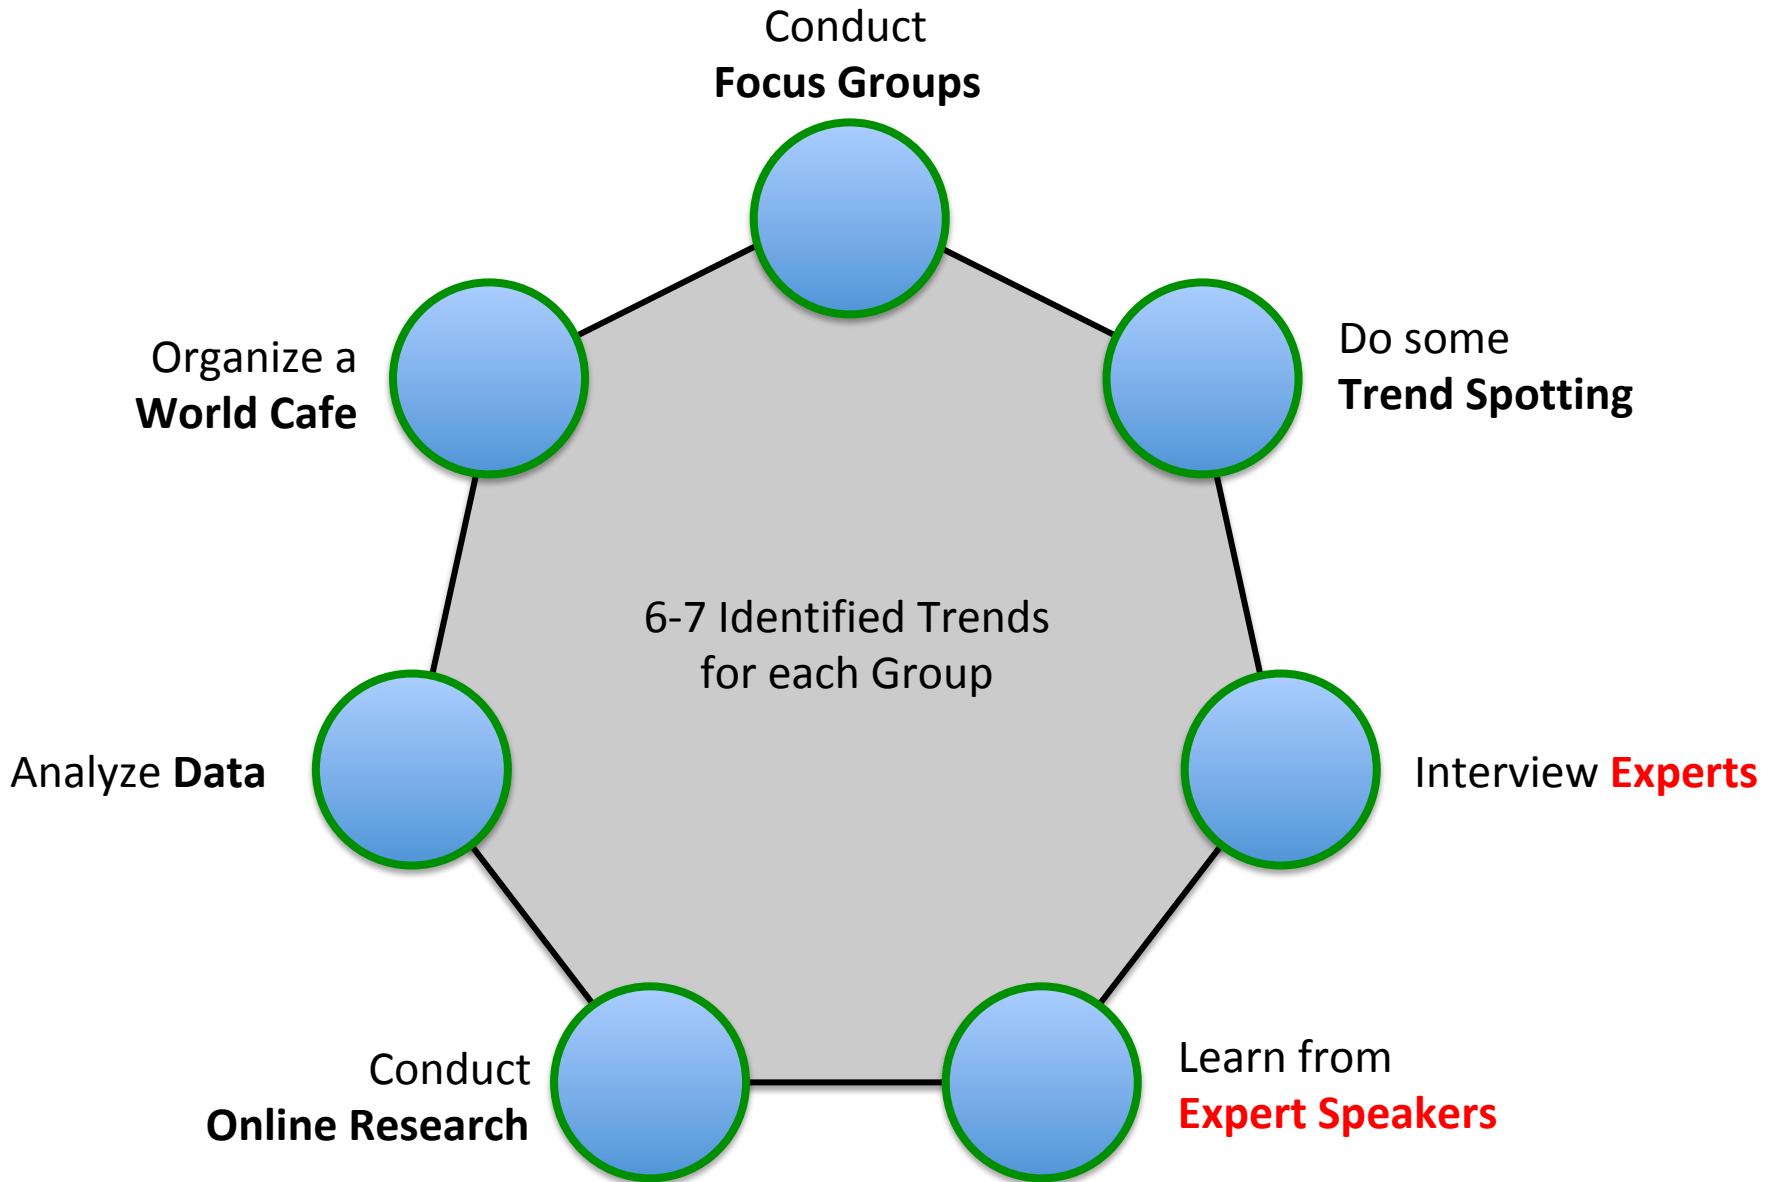 Conduct
Focus Groups
Organize a
World Cafe
Do some
Trend Spotting
6-7 Identified Trends
for each Group
Analyze Data
Interview Experts
Conduct
Online Research
Learn from
Expert Speakers